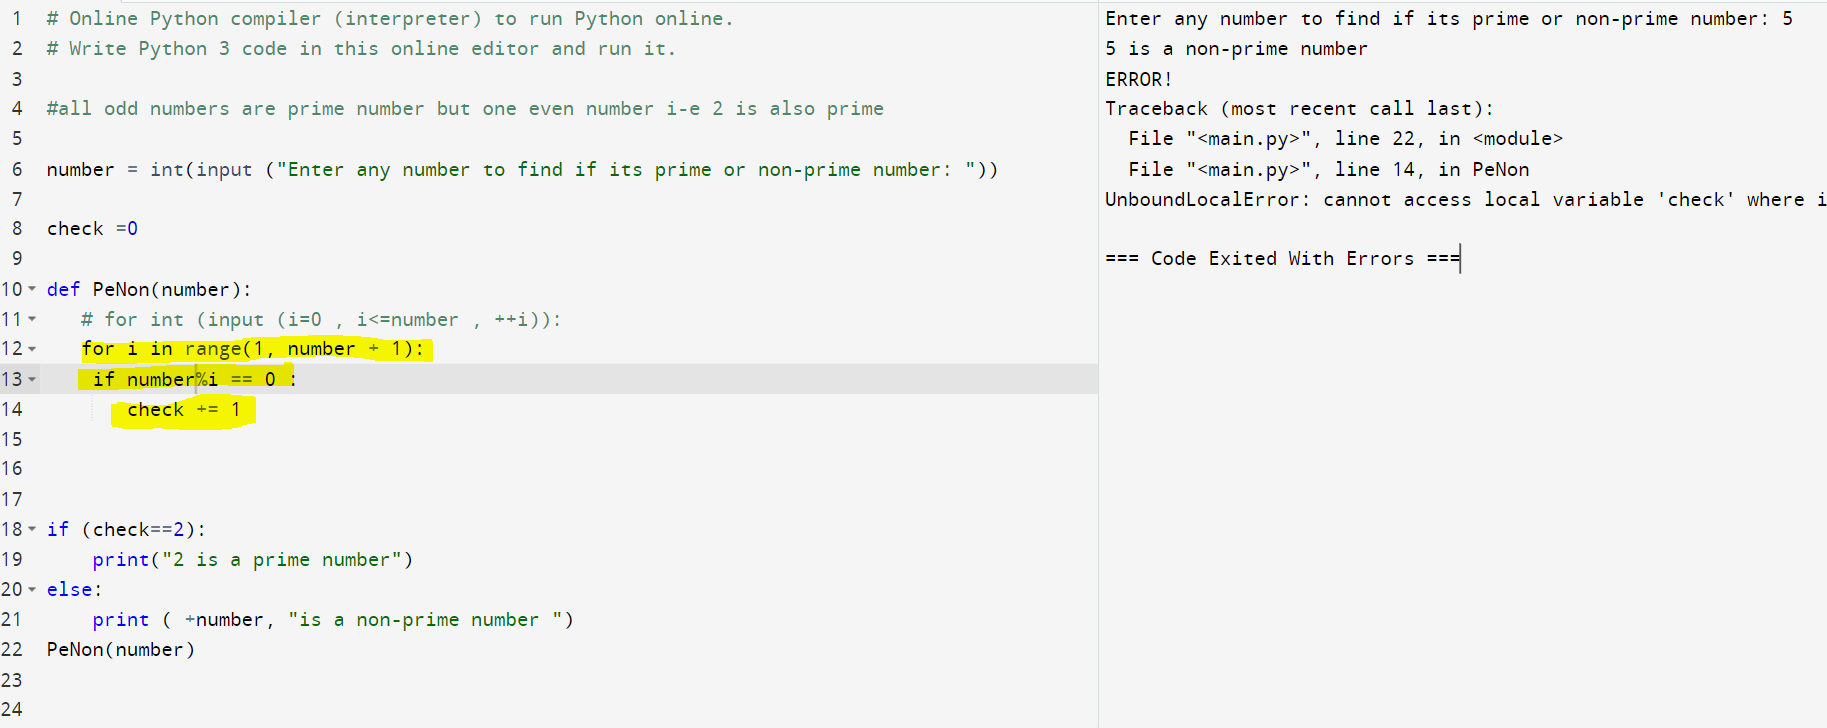 1 # Online Python compiler (interpreter) to run Python online.
2 # Write Python 3 code in this online editor and run it.
3
4 #all odd numbers are prime number but one even number i-e 2 is also prime
5
6 number = int(input ("Enter any number to find if its prime or non-prime number: "))
7
8 check =0
9
10 def PeNon(number):
11 # for int (input (i=0 , i<=number , ++i)):
12 for i in range(1, number + 1):
13 if number%i == 0 :
14 check += 1
15
16
17
18 if (check==2):
19 print("2 is a prime number")
20 else:
21 print ( +number, "is a non-prime number ")
22 PeNon(number)
23
24
Enter any number to find if its prime or non-prime number: 5
5 is a non-prime number
ERROR!
Traceback (most recent call last):
File "<main.py>", line 22, in <module>
File "<main.py>", line 14, in PeNon
UnboundLocalError: cannot access local variable 'check' where i
=== Code Exited With Errors ===